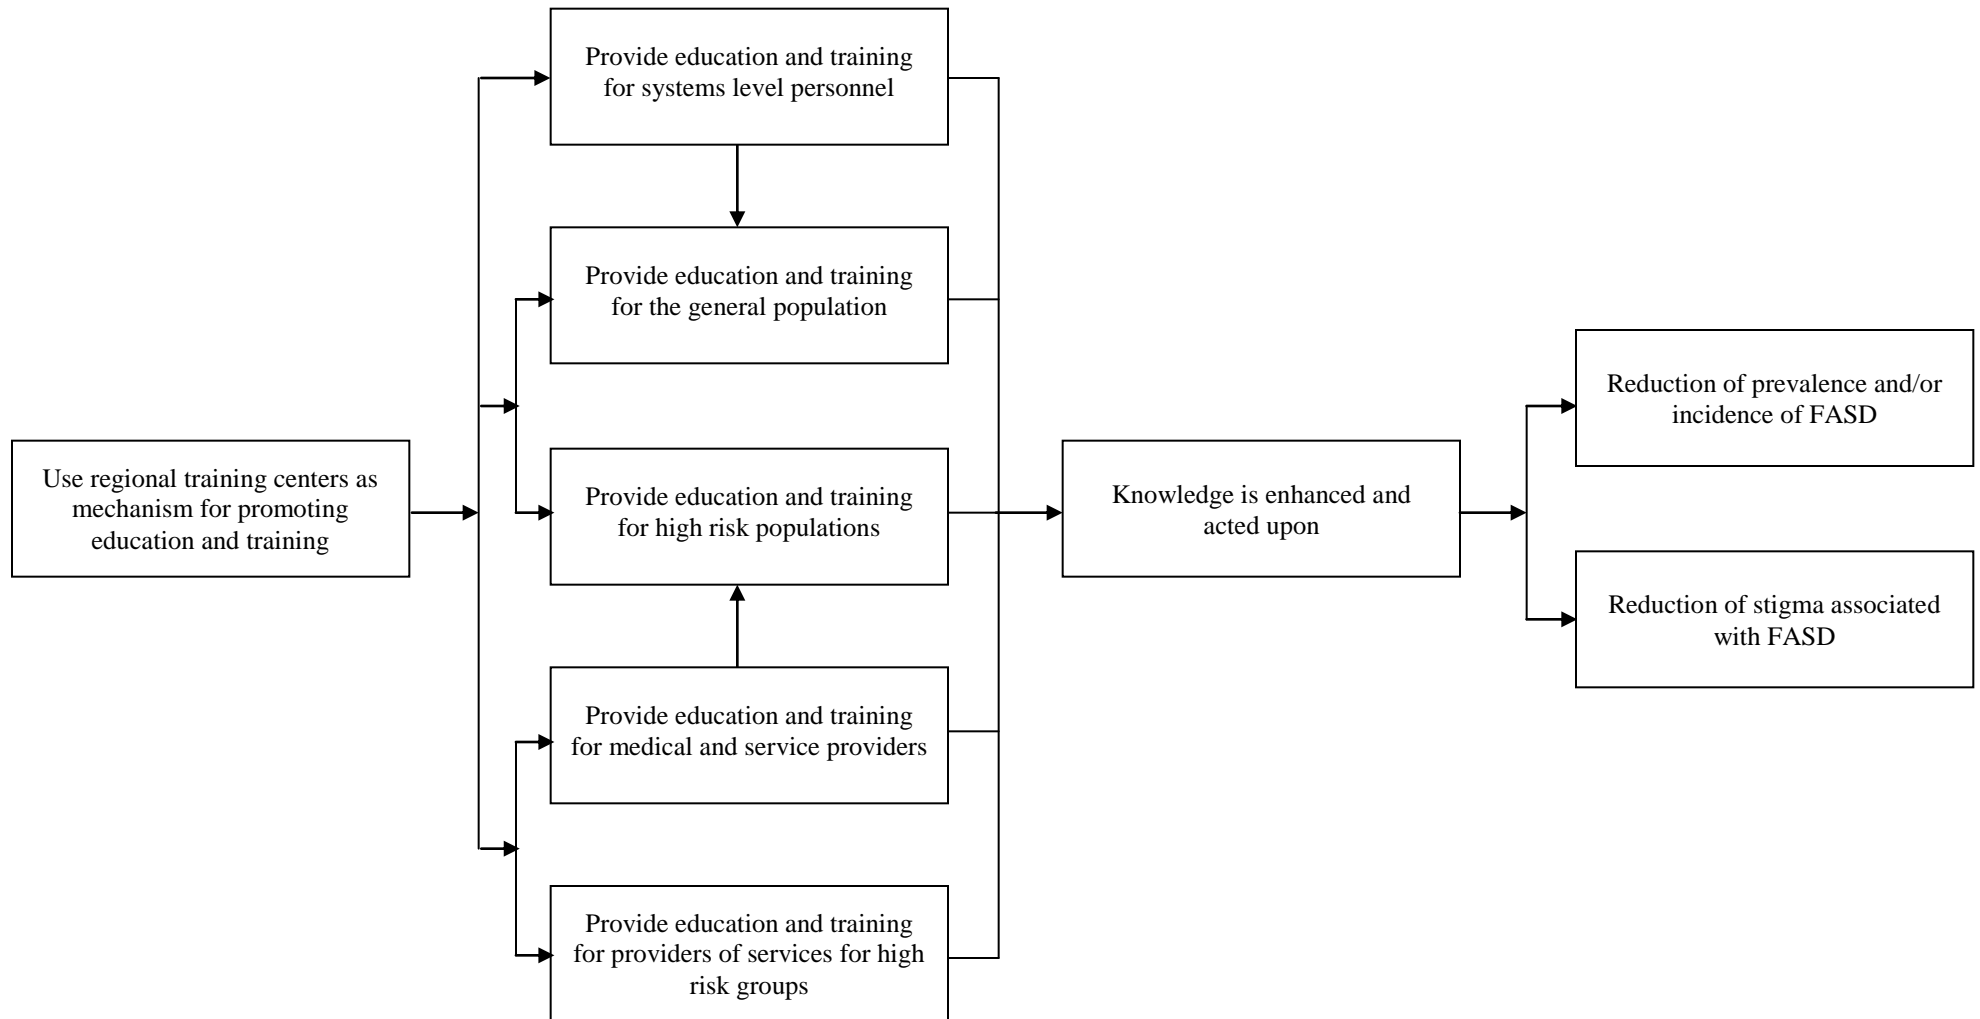 Provide education and training
for systems level personnel
Provide education and training
for the general population
Reduction of prevalence and/or
incidence of FASD
Use regional training centers as
mechanism for promoting
education and training
Provide education and training
for high risk populations
Knowledge is enhanced and
acted upon
Reduction of stigma associated
with FASD
Provide education and training
for medical and service providers
Provide education and training
for providers of services for high
risk groups